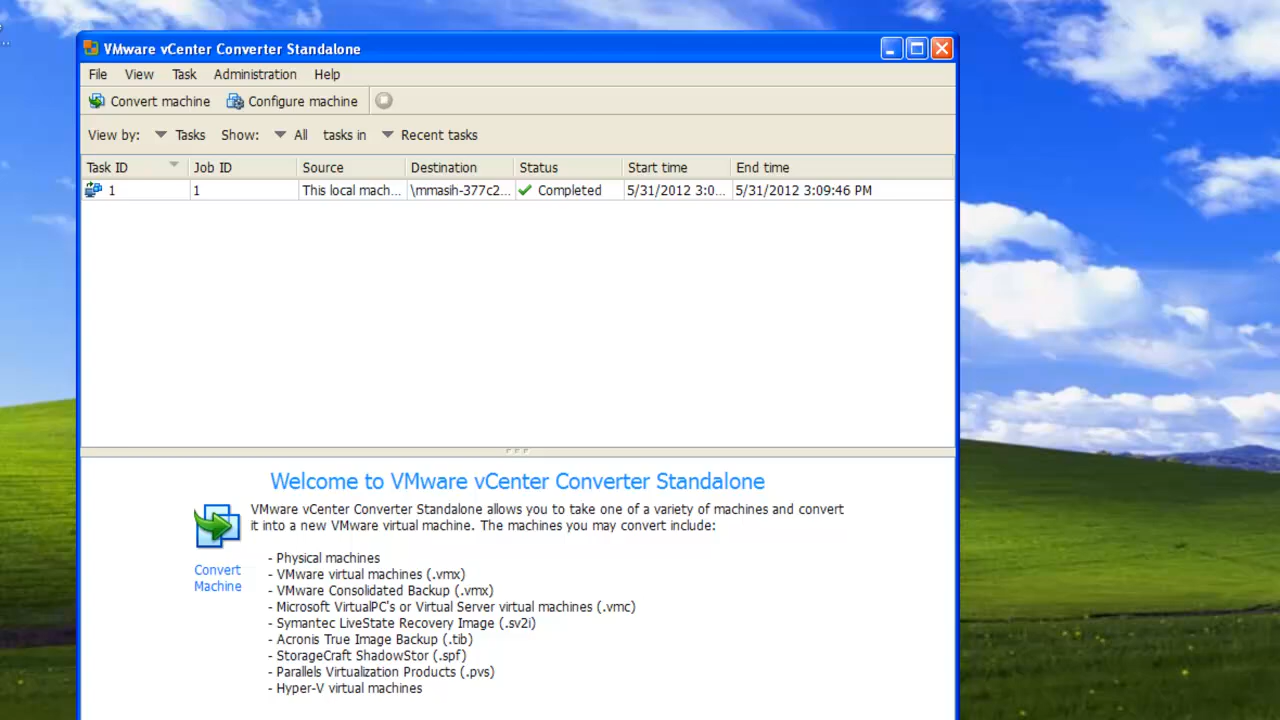 VMware vCenter Converter Standalone
File View Task Administration Help
Convert machine Configure machine
View by: Tasks Show: All tasks in Recent tasks
Task ID Job ID Source Destination Status Start time End time
1 1 This local mach... \mmasih-377c2... Completed 5/31/2012 3:0... 5/31/2012 3:09:46 PM
Welcome to VMware vCenter Converter Standalone
VMware vCenter Converter Standalone allows you to take one of a variety of machines and convert
it into a new VMware virtual machine. The machines you may convert include:
Convert
Machine
- Physical machines
- VMware virtual machines (.vmx)
- VMware Consolidated Backup (.vmx)
- Microsoft VirtualPC's or Virtual Server virtual machines (.vmc)
- Symantec LiveState Recovery Image (.sv2i)
- Acronis True Image Backup (.tib)
- StorageCraft ShadowStor (.spf)
- Parallels Virtualization Products (.pvs)
- Hyper-V virtual machines